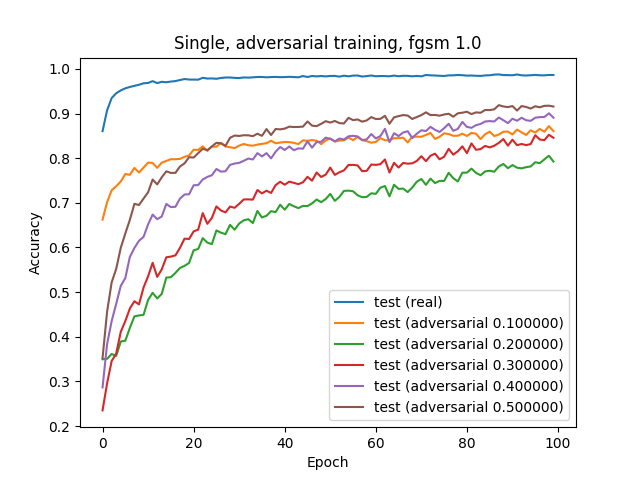 Single, adversarial training, fgsm 1.0
Accuracy
1.0
0.9
0.8
0.7
0.6
0.5
0.4
0.3
0.2
0
20
40
60
80
100
Epoch
test (real)
test (adversarial 0.100000)
test (adversarial 0.200000)
test (adversarial 0.300000)
test (adversarial 0.400000)
test (adversarial 0.500000)